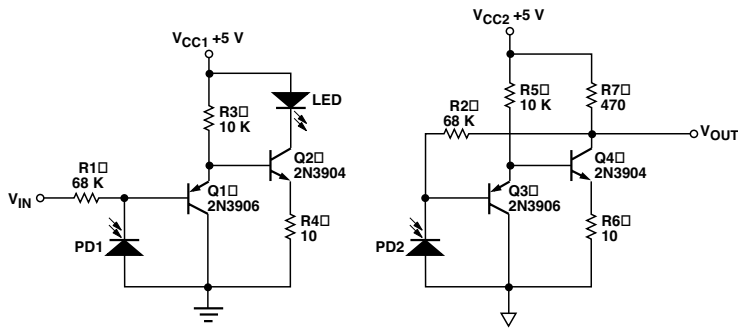 VCC1 +5 V
LED
R3□
10 K
R1□
68 K
VIN
Q1□
2N3906
Q2□
2N3904
R4□
10
PD1
VCC2 +5 V
R5□
10 K
R7□
470
R2□
68 K
VOUT
Q3□
2N3906
Q4□
2N3904
R6□
10
PD2